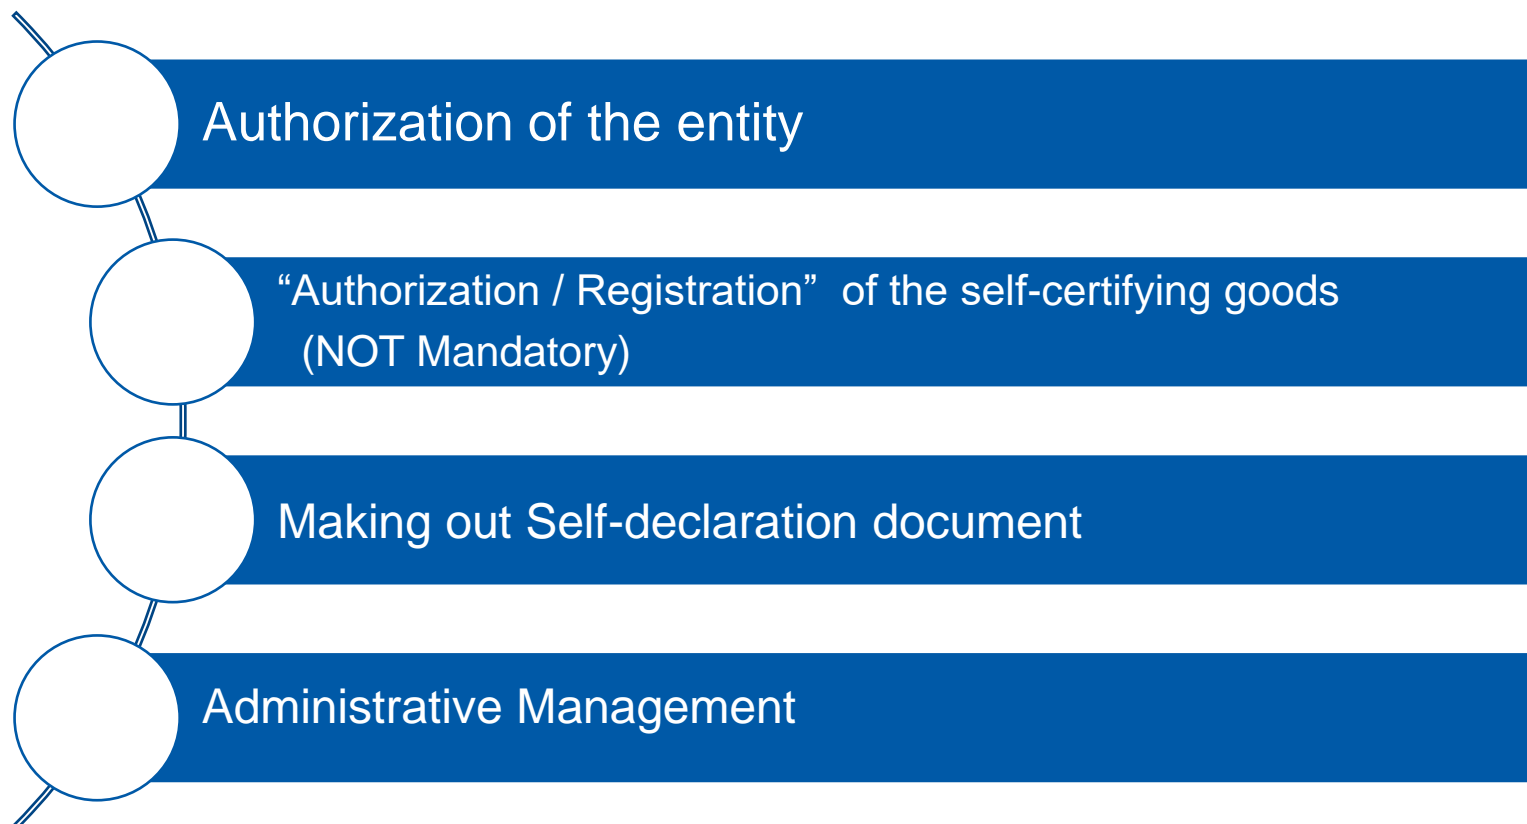 Authorization of the entity
“Authorization / Registration”  of the self-certifying goods
(NOT Mandatory)
Making out Self-declaration document
Administrative Management